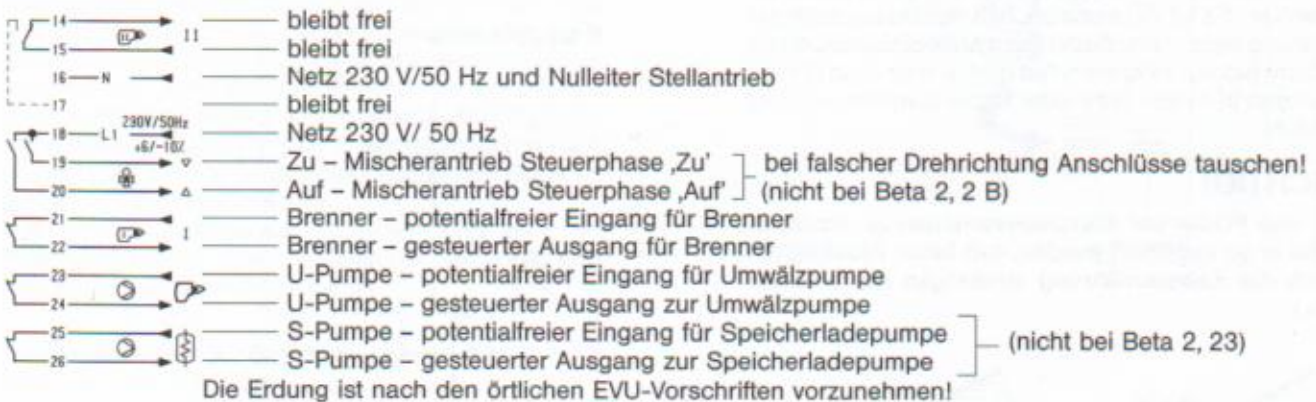 14 II bleibt frei
15 bleibt frei
16 N Netz 230 V/50 Hz und Nulleiter Stellantrieb
17 bleibt frei
18 L1 230V/50Hz +6/-10% Netz 230 V/ 50 Hz
19 Zu – Mischerantrieb Steuerphase ‚Zu' bei falscher Drehrichtung Anschlüsse tauschen!
20 Auf – Mischerantrieb Steuerphase ‚Auf' (nicht bei Beta 2, 2 B)
21 I Brenner – potentialfreier Eingang für Brenner
22 Brenner – gesteuerter Ausgang für Brenner
23 U-Pumpe – potentialfreier Eingang für Umwälzpumpe
24 U-Pumpe – gesteuerter Ausgang zur Umwälzpumpe
25 S-Pumpe – potentialfreier Eingang für Speicherladepumpe (nicht bei Beta 2, 23)
26 S-Pumpe – gesteuerter Ausgang zur Speicherladepumpe
Die Erdung ist nach den örtlichen EVU-Vorschriften vorzunehmen!